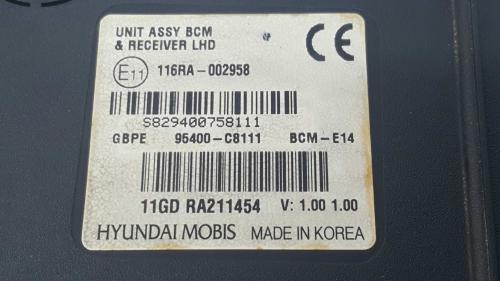 UNIT ASSY BCM
& RECEIVER LHD
CE
E11 116RA-002958
S829400758111
GBPE 95400-C8111 BCM-E14
11GD RA211454 V: 1.00 1.00
HYUNDAI MOBIS MADE IN KOREA